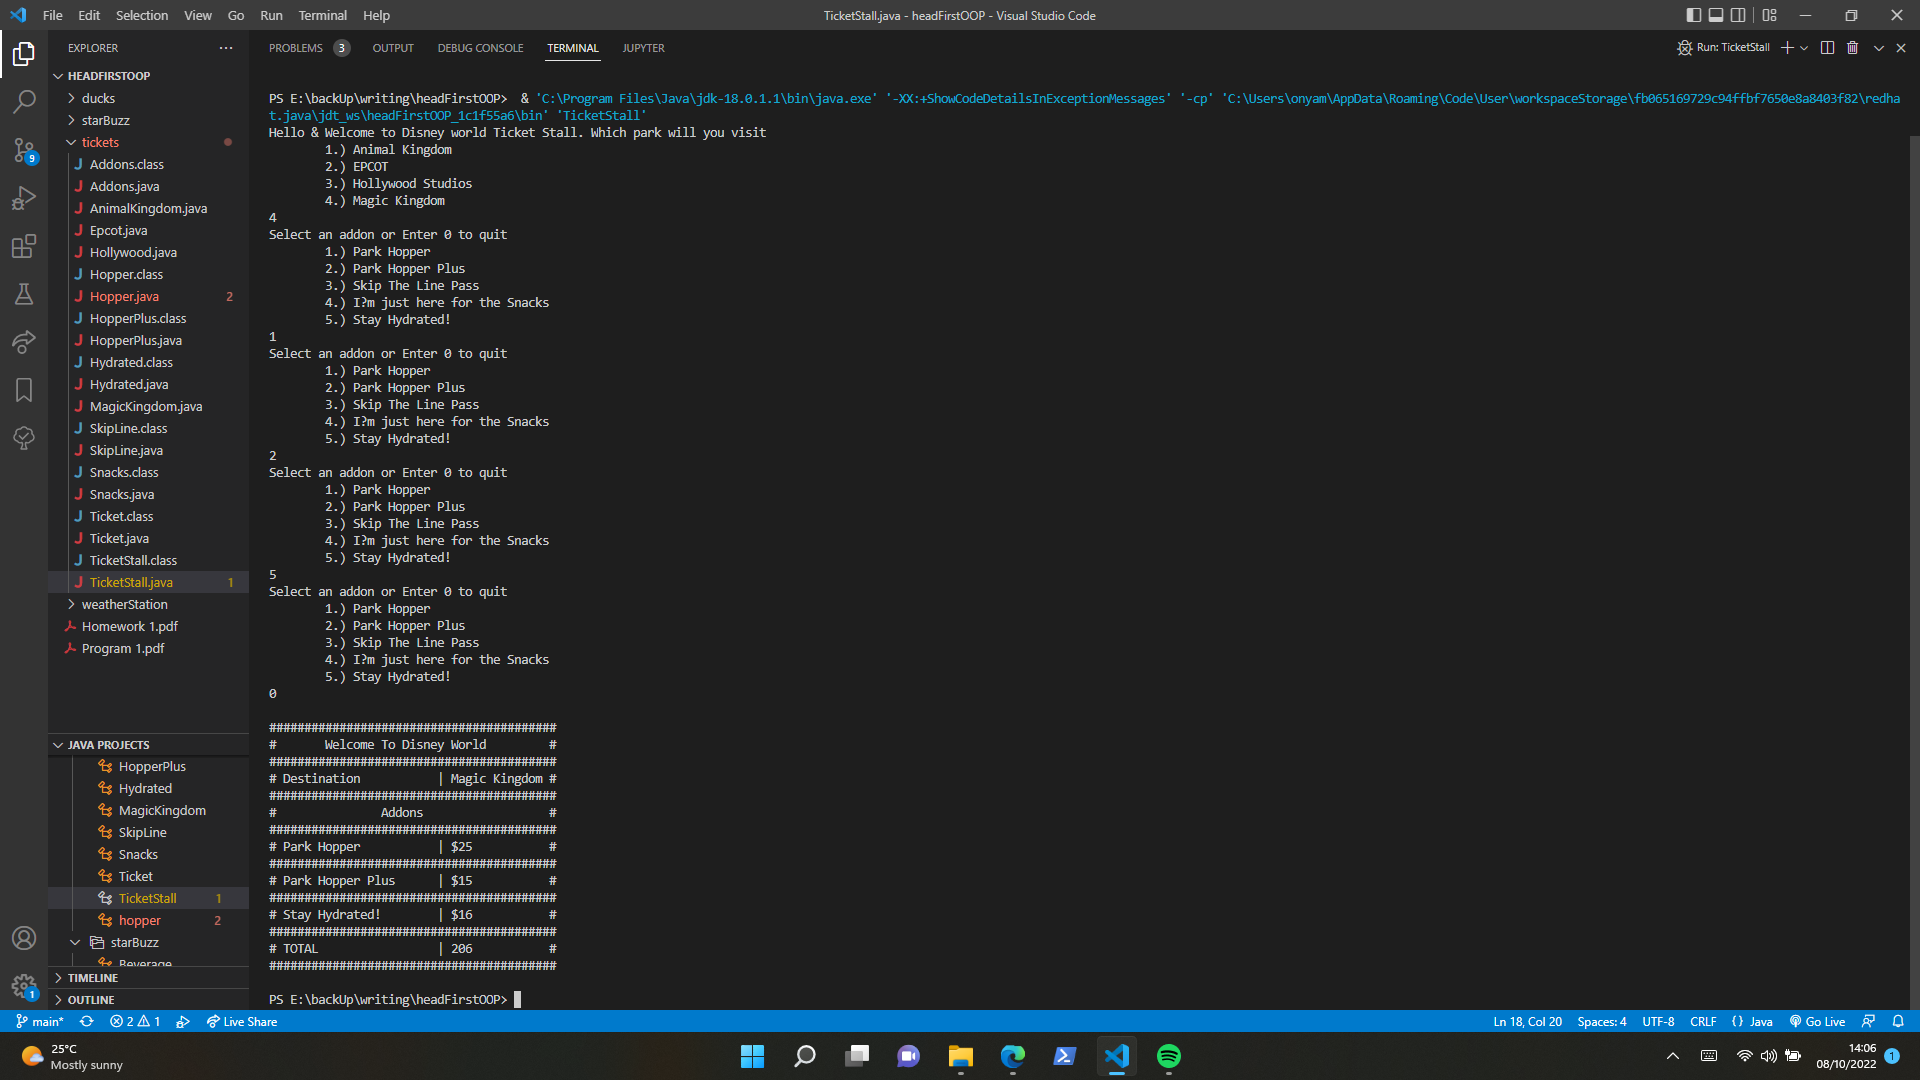 File Edit Selection View Go Run Terminal Help
TicketStall.java - headFirstOOP - Visual Studio Code
EXPLORER
HEADFIRSTOOP
ducks
starBuzz
tickets
Addons.class
Addons.java
AnimalKingdom.java
Epcot.java
Hollywood.java
Hopper.class
Hopper.java 2
HopperPlus.class
HopperPlus.java
Hydrated.class
Hydrated.java
MagicKingdom.java
SkipLine.class
SkipLine.java
Snacks.class
Snacks.java
Ticket.class
Ticket.java
TicketStall.class
TicketStall.java 1
weatherStation
Homework 1.pdf
Program 1.pdf
JAVA PROJECTS
HopperPlus
Hydrated
MagicKingdom
SkipLine
Snacks
Ticket
TicketStall 1
hopper 2
starBuzz
Beverage
TIMELINE
OUTLINE
9
1
PROBLEMS 3 OUTPUT DEBUG CONSOLE TERMINAL JUPYTER
Run: TicketStall
PS E:\backUp\writing\headFirstOOP> & 'C:\Program Files\Java\jdk-18.0.1.1\bin\java.exe' '-XX:+ShowCodeDetailsInExceptionMessages' '-cp' 'C:\Users\onyam\AppData\Roaming\Code\User\workspaceStorage\fb065169729c94ffbf7650e8a8403f82\redha
t.java\jdt_ws\headFirstOOP_1c1f55a6\bin' 'TicketStall'
Hello & Welcome to Disney world Ticket Stall. Which park will you visit
1.) Animal Kingdom
2.) EPCOT
3.) Hollywood Studios
4.) Magic Kingdom
4
Select an addon or Enter 0 to quit
1.) Park Hopper
2.) Park Hopper Plus
3.) Skip The Line Pass
4.) I?m just here for the Snacks
5.) Stay Hydrated!
1
Select an addon or Enter 0 to quit
1.) Park Hopper
2.) Park Hopper Plus
3.) Skip The Line Pass
4.) I?m just here for the Snacks
5.) Stay Hydrated!
2
Select an addon or Enter 0 to quit
1.) Park Hopper
2.) Park Hopper Plus
3.) Skip The Line Pass
4.) I?m just here for the Snacks
5.) Stay Hydrated!
5
Select an addon or Enter 0 to quit
1.) Park Hopper
2.) Park Hopper Plus
3.) Skip The Line Pass
4.) I?m just here for the Snacks
5.) Stay Hydrated!
0
#########################################
# Welcome To Disney World #
#########################################
# Destination | Magic Kingdom #
#########################################
# Addons #
#########################################
# Park Hopper | $25 #
#########################################
# Park Hopper Plus | $15 #
#########################################
# Stay Hydrated! | $16 #
#########################################
# TOTAL | 206 #
#########################################
PS E:\backUp\writing\headFirstOOP>
main* 2 1 Live Share
Ln 18, Col 20 Spaces: 4 UTF-8 CRLF {} Java Go Live
25°C
Mostly sunny
14:06
08/10/2022
1